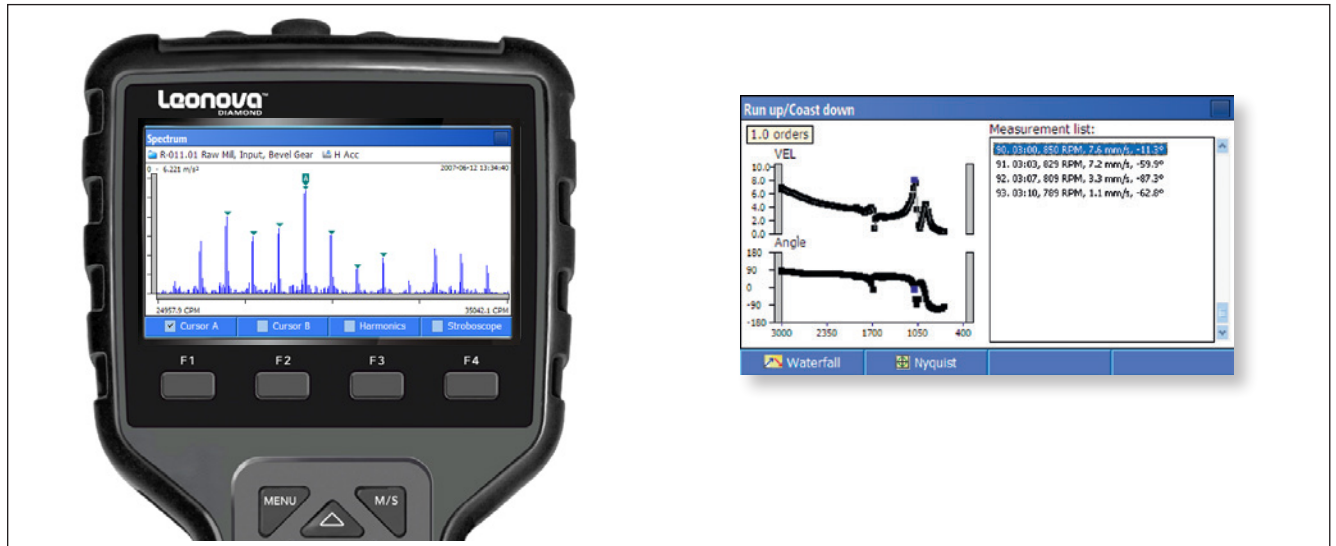 Leonova™
DIAMOND
Spectrum
R-011.01 Raw Mill, Input, Bevel Gear H Acc
0 - 6.221 m/s² 2007-06-12 13:34:40
A
24957.9 CPM 35042.1 CPM
Cursor A Cursor B Harmonics Stroboscope
F1 F2 F3 F4
MENU M/S
Run up/Coast down
1.0 orders
VEL
10.0
8.0
6.0
4.0
2.0
0.0
Angle
180
90
0
-90
-180
3000 2350 1700 1050 400
Measurement list:
90. 03:00, 850 RPM, 7.6 mm/s, -11.3°
91. 03:03, 829 RPM, 7.2 mm/s, -59.9°
92. 03:07, 809 RPM, 3.3 mm/s, -87.3°
93. 03:10, 789 RPM, 1.1 mm/s, -62.8°
Waterfall Nyquist